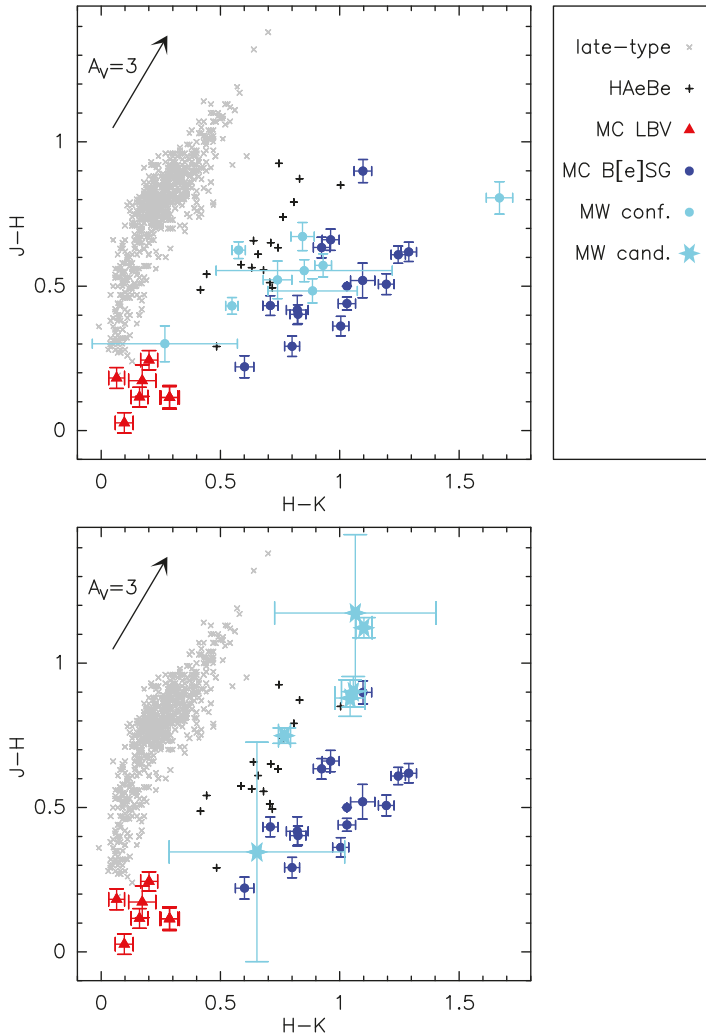 late-type
HAeBe
MC LBV
MC B[e]SG
MW conf.
MW cand.
A_V=3
1
0.5
0
J-H
0
0.5
1
1.5
H-K
A_V=3
1
0.5
0
J-H
0
0.5
1
1.5
H-K